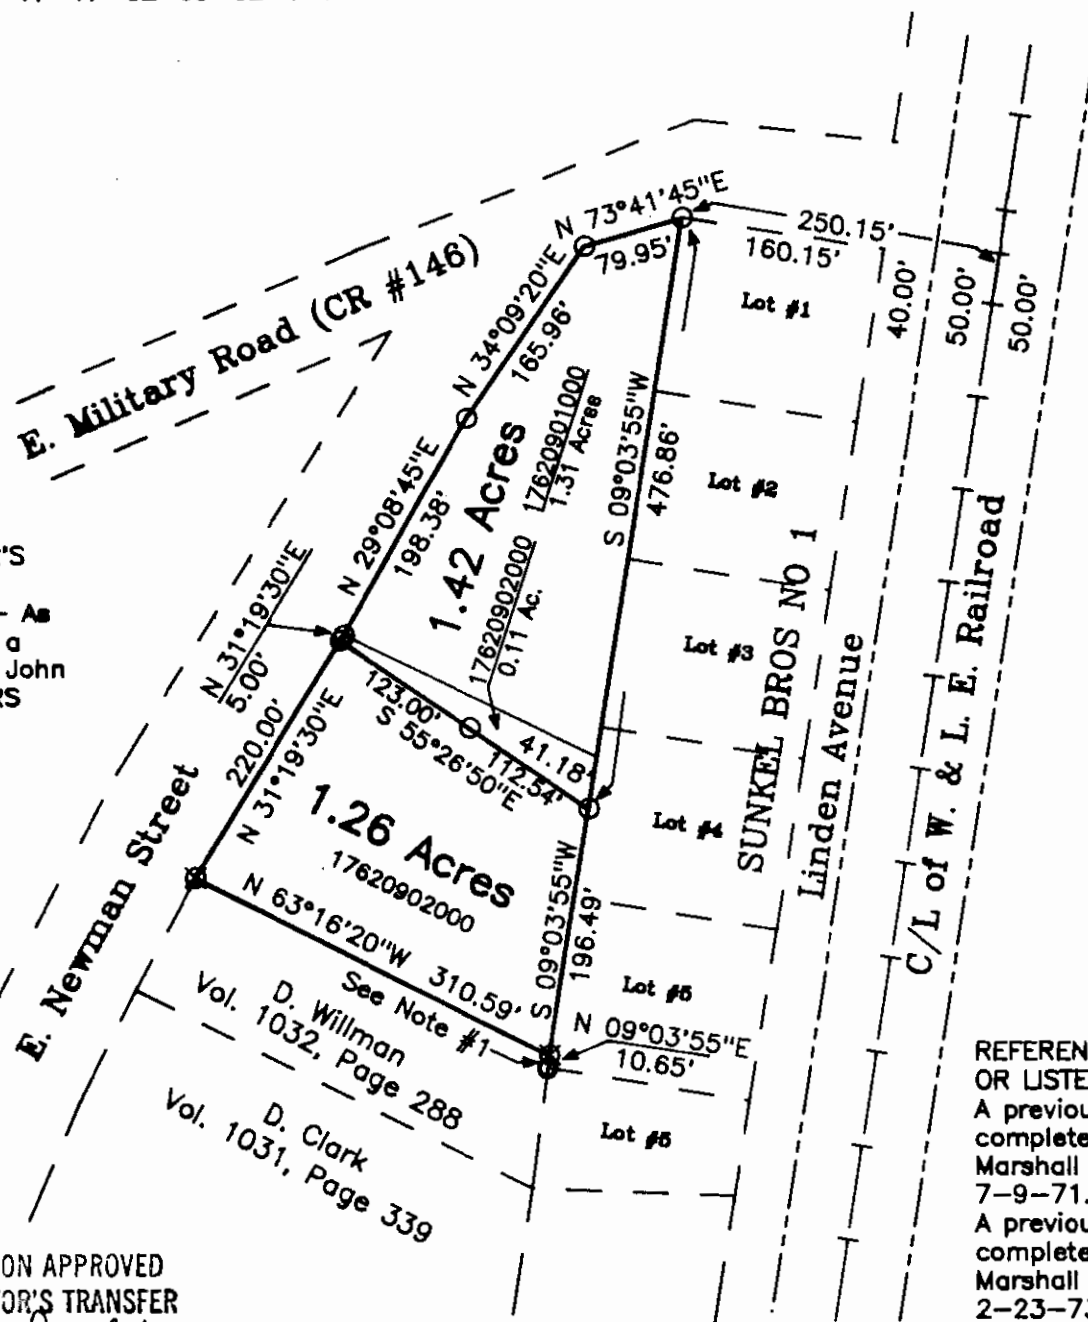 N 73°41'45"E
79.95'
250.15'
160.15'
N 34°09'20"E
165.96'
E. Military Road (CR #146)
Lot #1
40.00'
50.00'
50.00'
17620901000
1.31 Acres
1.42 Acres
S 09°03'55"W
476.86'
N 29°08'45"E
198.38'
Lot #2
17620902000
0.11 Ac.
'S
- As
a
John
RS
N 31°19'30"E
5.00'
Lot #3
SUNKEL BROS NO 1
Linden Avenue
C/L of W. & L. E. Railroad
123.00'
S 55°26'50"E
112.54'
41.18'
220.00'
N 31°19'30"E
1.26 Acres
17620902000
Lot #4
E. Newman Street
N 63°16'20"W 310.59'
See Note #1
S 09°03'55"W
196.49'
Lot #5
N 09°03'55"E
10.65'
D. Willman
Vol. 1032, Page 288
D. Clark
Vol. 1031, Page 339
Lot #6
REFEREN
OR LISTE
A previou
complete
Marshall
7-9-71.
A previou
complete
Marshall
2-23-73
ON APPROVED
OR'S TRANSFER